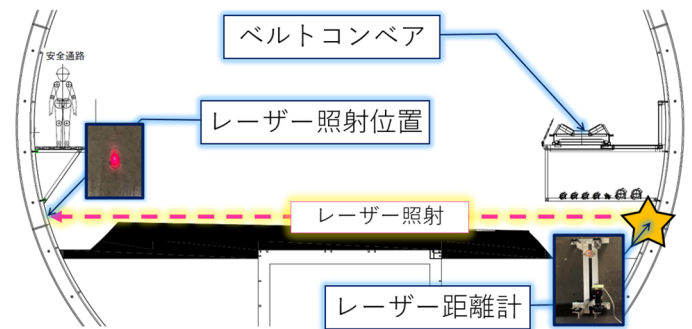 ベルトコンベア
安全通路
レーザー照射位置
レーザー照射
レーザー距離計